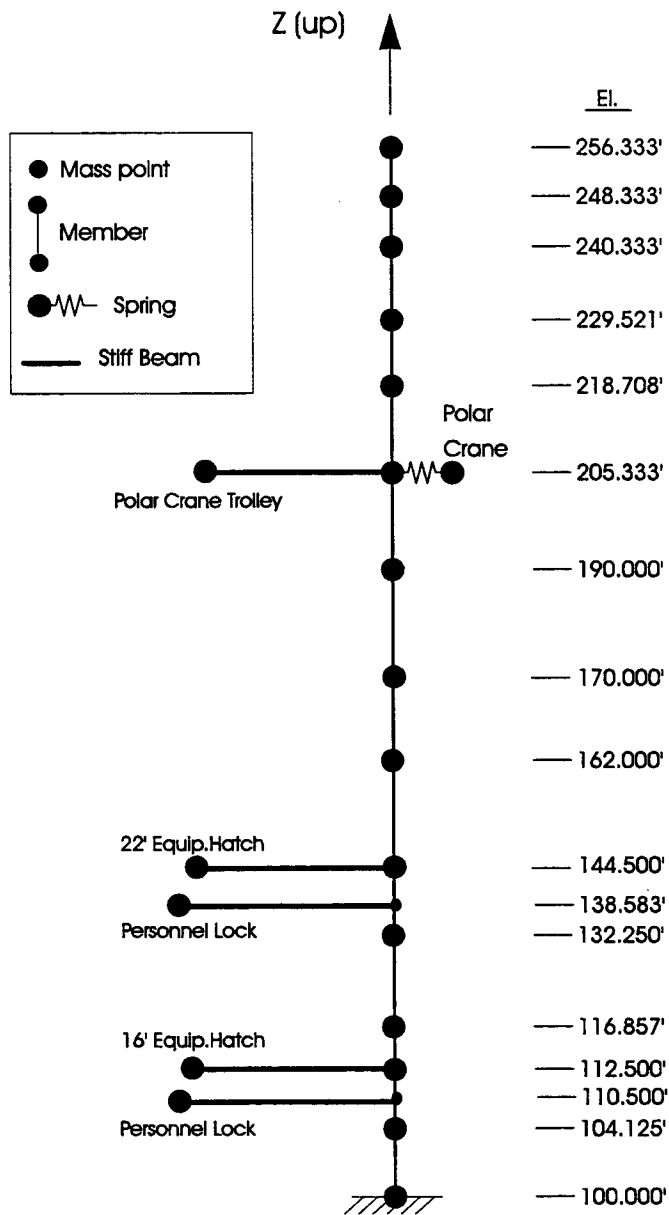 Z (up)
El.
256.333'
Mass point
248.333'
Member
240.333'
Spring
229.521'
Stiff Beam
218.708'
Polar
Crane
205.333'
Polar Crane Trolley
190.000'
170.000'
162.000'
22' Equip.Hatch
144.500'
138.583'
Personnel Lock
132.250'
116.857'
16' Equip.Hatch
112.500'
110.500'
Personnel Lock
104.125'
100.000'